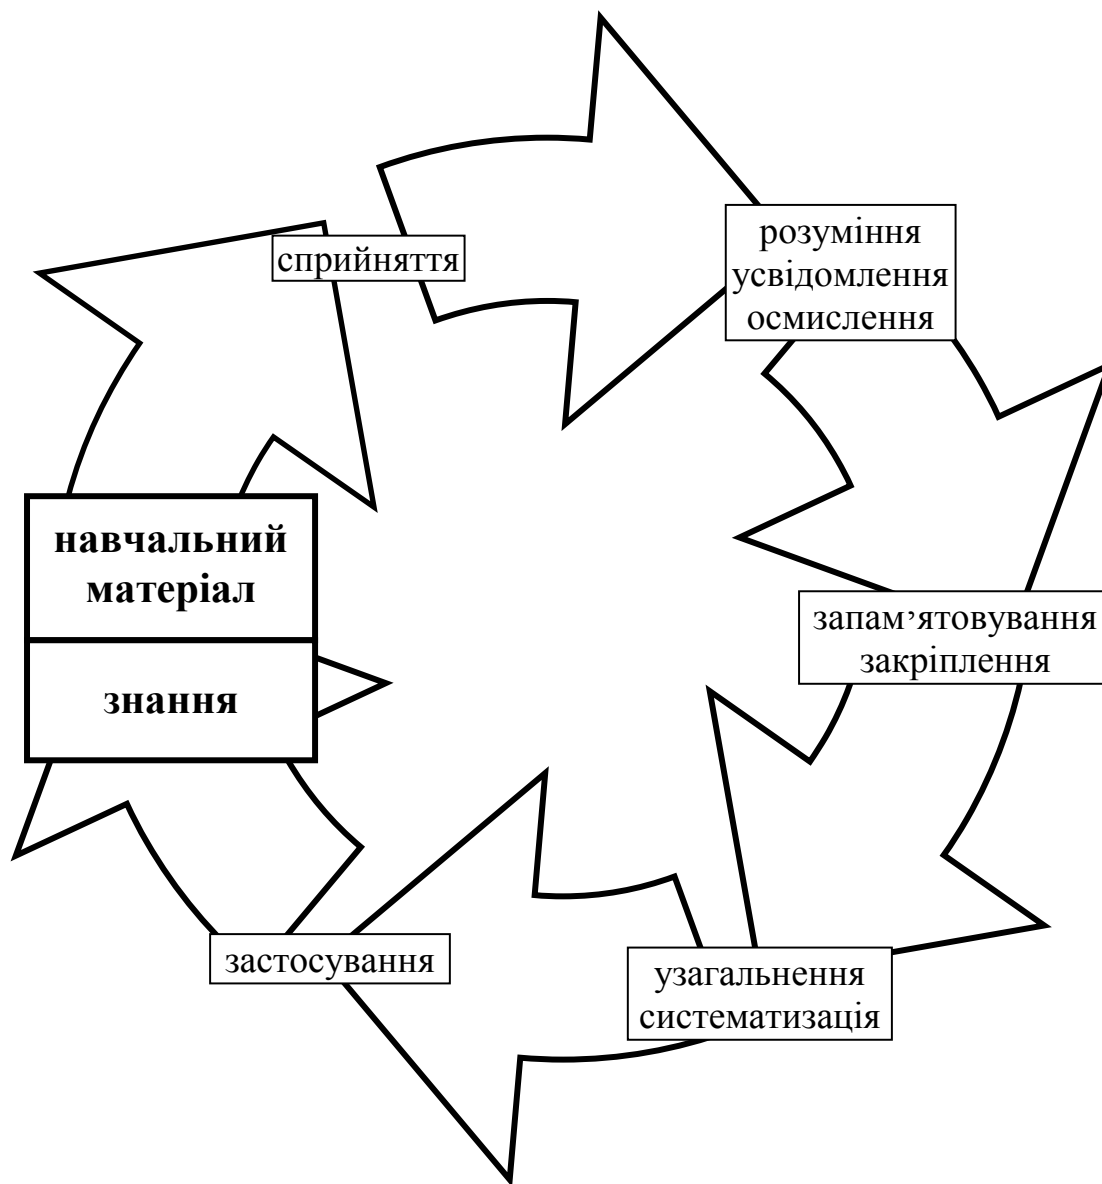 сприйняття
розуміння
усвідомлення
осмислення
навчальний
матеріал
знання
запам’ятовування
закріплення
застосування
узагальнення
систематизація